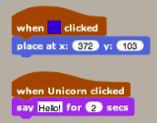 when clicked
place at x: 372 y: 103
when Unicorn clicked
say Hello! for 2 secs